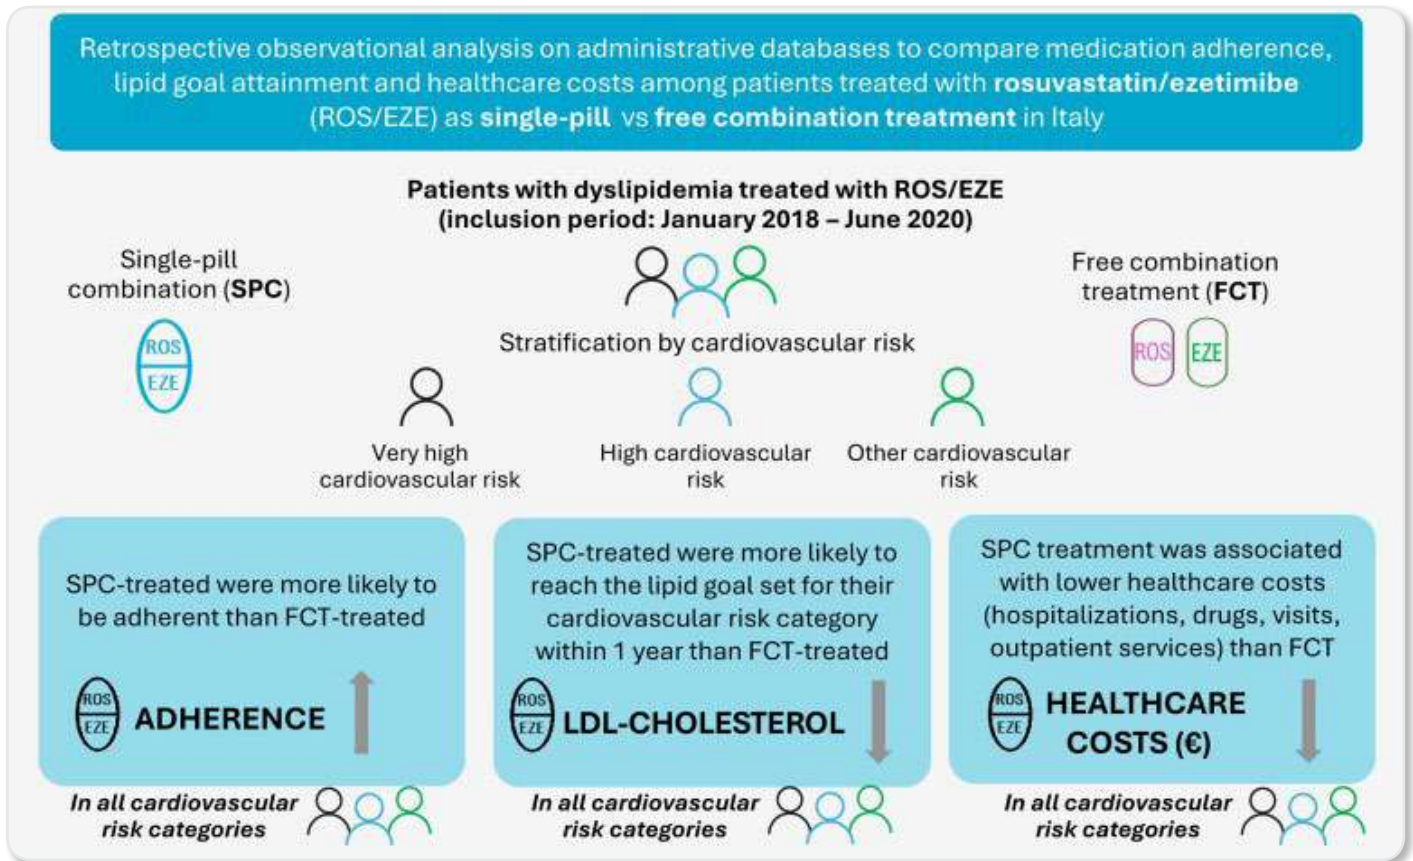 Retrospective observational analysis on administrative databases to compare medication adherence,
lipid goal attainment and healthcare costs among patients treated with rosuvastatin/ezetimibe
(ROS/EZE) as single-pill vs free combination treatment in Italy
Patients with dyslipidemia treated with ROS/EZE
(inclusion period: January 2018 – June 2020)
Single-pill
combination (SPC)
ROS
EZE
Free combination
treatment (FCT)
ROS
EZE
Stratification by cardiovascular risk
Very high
cardiovascular risk
High cardiovascular
risk
Other cardiovascular
risk
SPC-treated were more likely to
be adherent than FCT-treated
ROS
EZE
ADHERENCE
In all cardiovascular
risk categories
SPC-treated were more likely to
reach the lipid goal set for their
cardiovascular risk category
within 1 year than FCT-treated
ROS
EZE
LDL-CHOLESTEROL
In all cardiovascular
risk categories
SPC treatment was associated
with lower healthcare costs
(hospitalizations, drugs, visits,
outpatient services) than FCT
ROS
EZE
HEALTHCARE
COSTS (€)
In all cardiovascular
risk categories